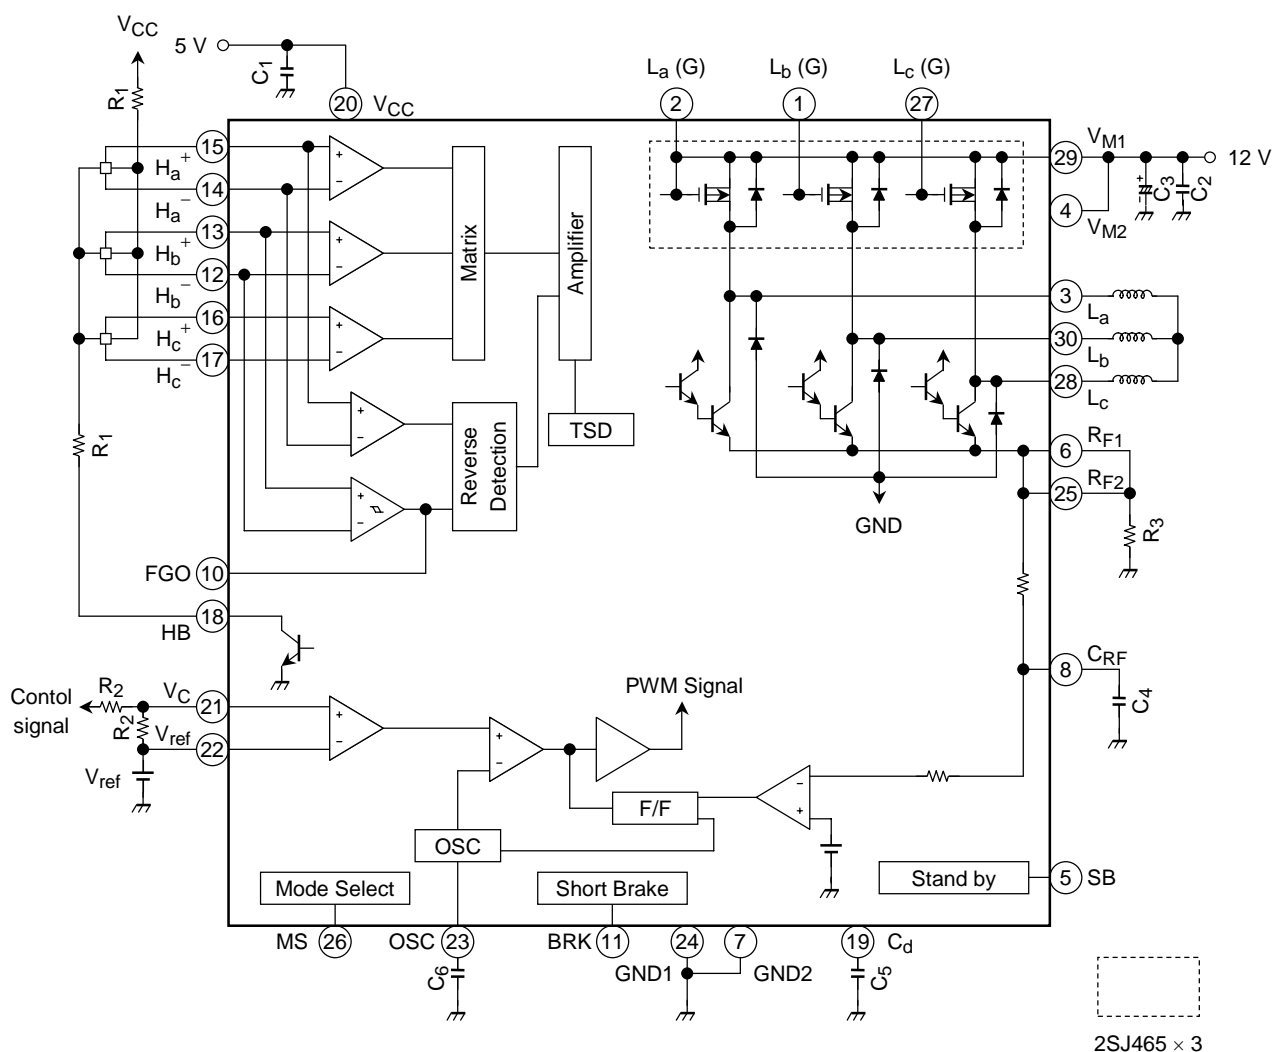 VCC
5 V
C1
R1
20
VCC
La (G)
Lb (G)
Lc (G)
2
1
27
15
Ha+
14
Ha−
13
Hb+
12
Hb−
16
Hc+
17
Hc−
+
−
+
−
+
−
+
−
+
−
Matrix
Amplifier
TSD
Reverse
Detection
29
VM1
12 V
4
VM2
C3
+
C2
3
La
30
Lb
28
Lc
6
RF1
25
RF2
R3
GND
R1
FGO
10
18
HB
8
CRF
C4
Contol
signal
R2
R2
VC
21
Vref
22
Vref
+
−
+
−
PWM Signal
F/F
−
+
OSC
Mode Select
Short Brake
Stand by
5
SB
MS
26
OSC
23
BRK
11
24
7
19
Cd
C6
GND1
GND2
C5
2SJ465 × 3